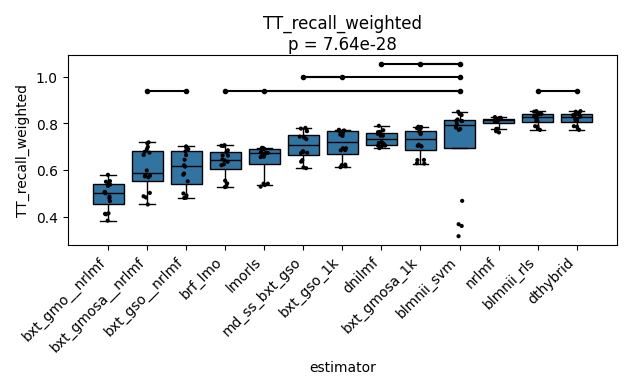 TT_recall_weighted
p = 7.64e-28
TT_recall_weighted
1.0
0.8
0.6
0.4
bxt_gmo__nrlmf
bxt_gmosa__nrlmf
bxt_gso__nrlmf
brf_lmo
lmorls
md_ss_bxt_gso
bxt_gso_1k
dnilmf
bxt_gmosa_1k
blmnii_svm
nrlmf
blmnii_rls
dthybrid
estimator